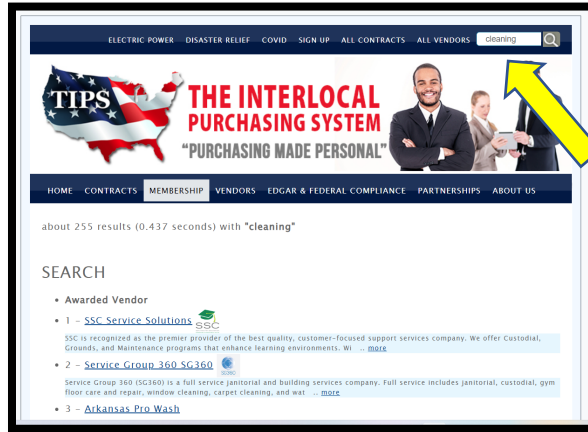 ELECTRIC POWER DISASTER RELIEF COVID SIGN UP ALL CONTRACTS ALL VENDORS cleaning
TIPS
THE INTERLOCAL
PURCHASING SYSTEM
"PURCHASING MADE PERSONAL"
HOME CONTRACTS MEMBERSHIP VENDORS EDGAR & FEDERAL COMPLIANCE PARTNERSHIPS ABOUT US
about 255 results (0.437 seconds) with "cleaning"
SEARCH
• Awarded Vendor
• 1 – SSC Service Solutions SSC
SSC is recognized as the premier provider of the best quality, customer-focused support services company. We offer Custodial,
Grounds, and Maintenance programs that enhance learning environments. Wi .. more
• 2 – Service Group 360 SG360 SG360
Service Group 360 (SG360) is a full service janitorial and building services company. Full service includes janitorial, custodial, gym
floor care and repair, window cleaning, carpet cleaning, and wat .. more
• 3 – Arkansas Pro Wash